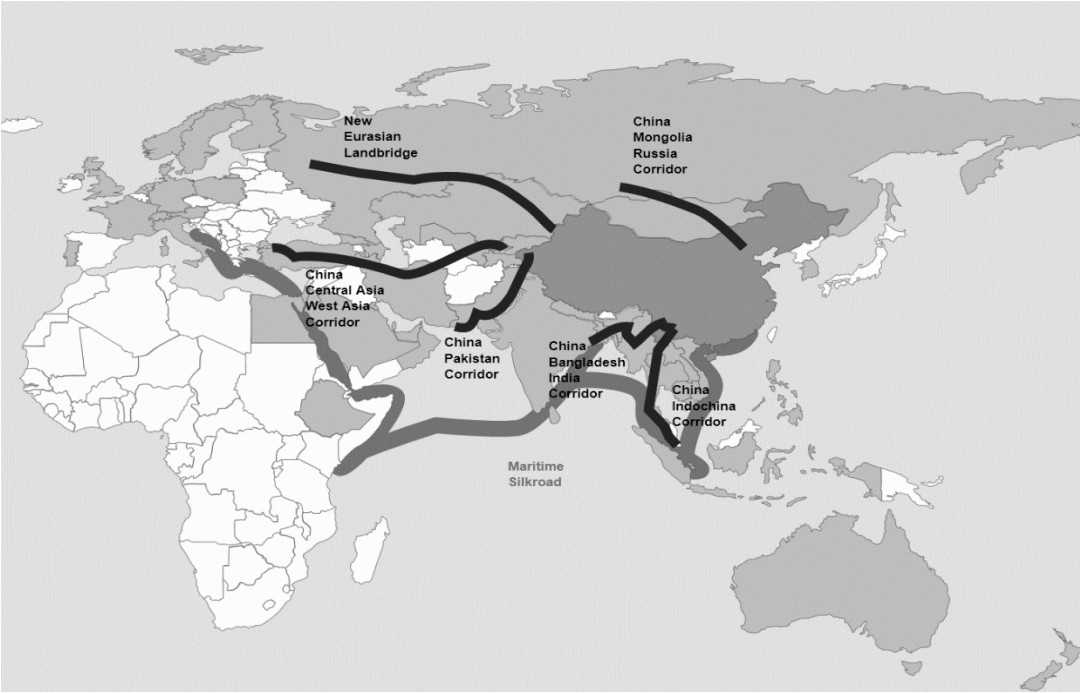 New
Eurasian
Landbridge
China
Mongolia
Russia
Corridor
China
Central Asia
West Asia
Corridor
China
Pakistan
Corridor
China
Bangladesh
India
Corridor
China
Indochina
Corridor
Maritime
Silkroad